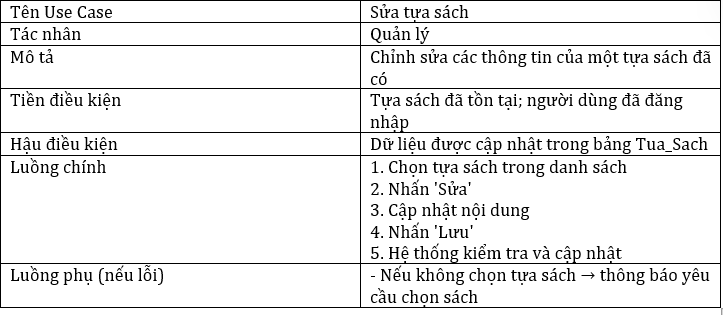 Tên Use Case
Sửa tựa sách
Tác nhân
Quản lý
Mô tả
Chỉnh sửa các thông tin của một tựa sách đã
có
Tiền điều kiện
Tựa sách đã tồn tại; người dùng đã đăng
nhập
Hậu điều kiện
Dữ liệu được cập nhật trong bảng Tua_Sach
Luồng chính
1. Chọn tựa sách trong danh sách
2. Nhấn 'Sửa'
3. Cập nhật nội dung
4. Nhấn 'Lưu'
5. Hệ thống kiểm tra và cập nhật
Luồng phụ (nếu lỗi)
- Nếu không chọn tựa sách → thông báo yêu
cầu chọn sách